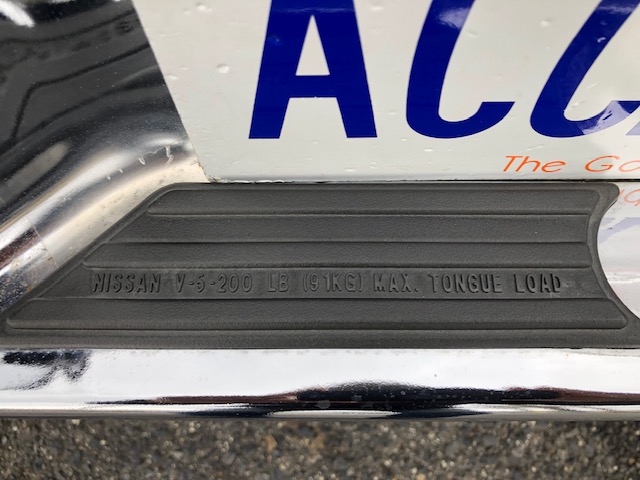 ACC
The Go
NISSAN V-5-200 LB (91KG) MAX. TONGUE LOAD